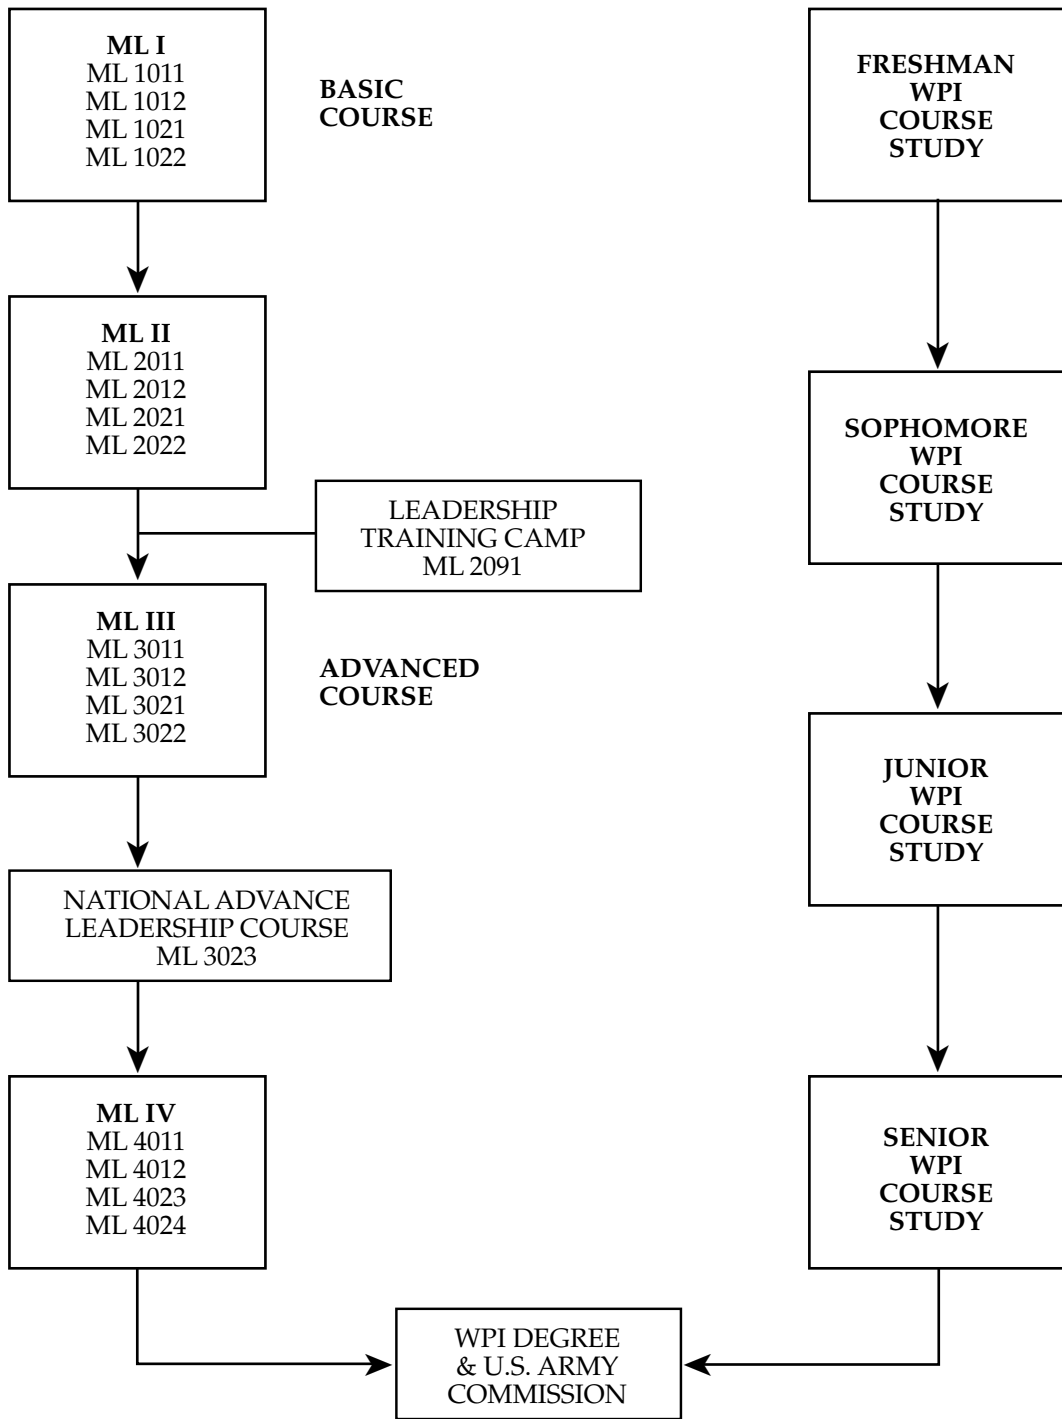 ML I
ML 1011
ML 1012
ML 1021
ML 1022
BASIC
COURSE
ML II
ML 2011
ML 2012
ML 2021
ML 2022
LEADERSHIP
TRAINING CAMP
ML 2091
ML III
ML 3011
ML 3012
ML 3021
ML 3022
ADVANCED
COURSE
NATIONAL ADVANCE
LEADERSHIP COURSE
ML 3023
ML IV
ML 4011
ML 4012
ML 4023
ML 4024
FRESHMAN
WPI
COURSE
STUDY
SOPHOMORE
WPI
COURSE
STUDY
JUNIOR
WPI
COURSE
STUDY
SENIOR
WPI
COURSE
STUDY
WPI DEGREE
& U.S. ARMY
COMMISSION